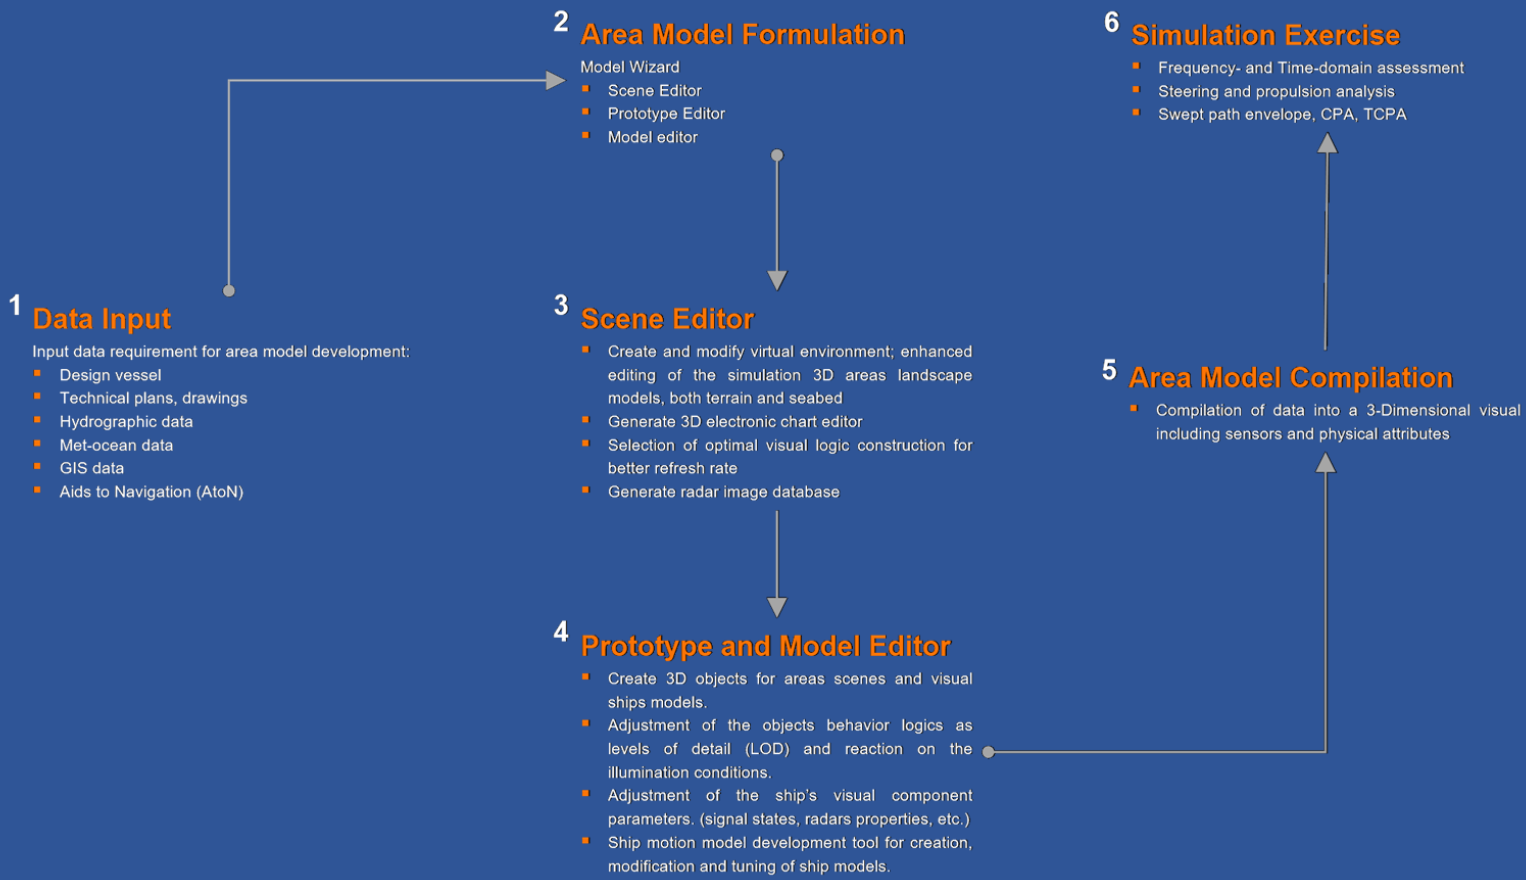 1
Data Input
Input data requirement for area model development:
Design vessel
Technical plans, drawings
Hydrographic data
Met-ocean data
GIS data
Aids to Navigation (AtoN)
2
Area Model Formulation
Model Wizard
Scene Editor
Prototype Editor
Model editor
3
Scene Editor
Create and modify virtual environment; enhanced
editing of the simulation 3D areas landscape
models, both terrain and seabed
Generate 3D electronic chart editor
Selection of optimal visual logic construction for
better refresh rate
Generate radar image database
4
Prototype and Model Editor
Create 3D objects for areas scenes and visual
ships models.
Adjustment of the objects behavior logics as
levels of detail (LOD) and reaction on the
illumination conditions.
Adjustment of the ship's visual component
parameters. (signal states, radars properties, etc.)
Ship motion model development tool for creation,
modification and tuning of ship models.
5
Area Model Compilation
Compilation of data into a 3-Dimensional visual
including sensors and physical attributes
6
Simulation Exercise
Frequency- and Time-domain assessment
Steering and propulsion analysis
Swept path envelope, CPA, TCPA